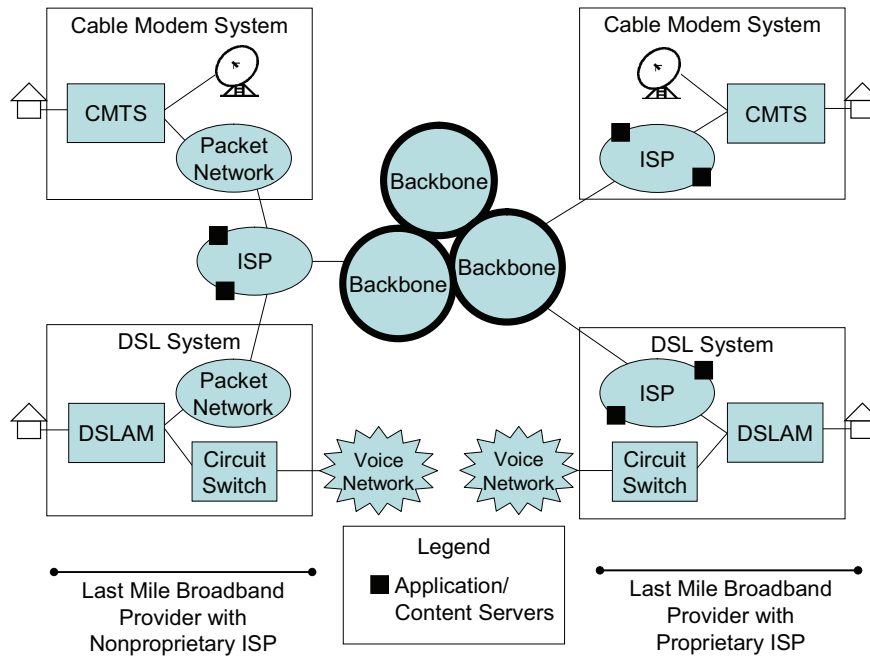 Cable Modem System
CMTS
Packet
Network
ISP
DSL System
Packet
Network
DSLAM
Circuit
Switch
Voice
Network
Backbone
Backbone
Backbone
Cable Modem System
CMTS
ISP
DSL System
ISP
DSLAM
Circuit
Switch
Voice
Network
Legend
Application/
Content Servers
Last Mile Broadband
Provider with
Nonproprietary ISP
Last Mile Broadband
Provider with
Proprietary ISP